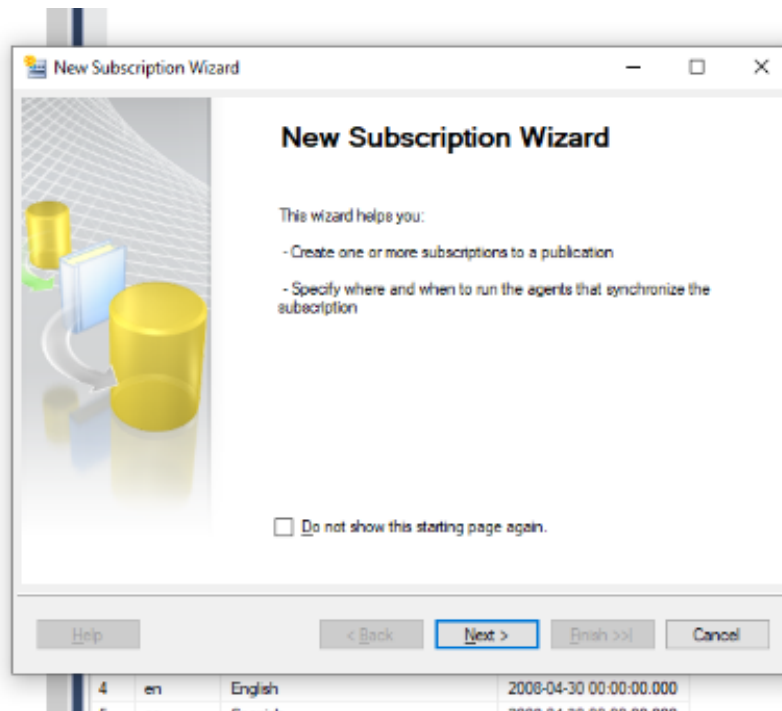 New Subscription Wizard
New Subscription Wizard
This wizard helps you:
- Create one or more subscriptions to a publication
- Specify where and when to run the agents that synchronize the
subscription
Do not show this starting page again.
Help
< Back
Next >
Finish >>|
Cancel
4 en English 2008-04-30 00:00:00.000